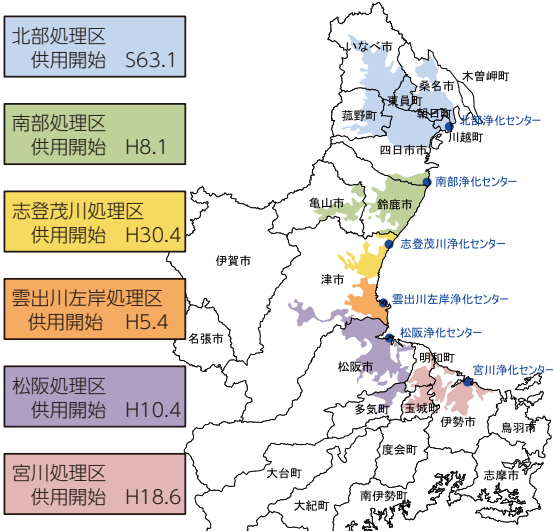 北部処理区
供用開始 S63.1
南部処理区
供用開始 H8.1
志登茂川処理区
供用開始 H30.4
雲出川左岸処理区
供用開始 H5.4
松阪処理区
供用開始 H10.4
宮川処理区
供用開始 H18.6
いなべ市
桑名市
木曽岬町
東員町
菰野町
朝日町
北部浄化センター
川越町
四日市市
南部浄化センター
亀山市
鈴鹿市
志登茂川浄化センター
伊賀市
津市
雲出川左岸浄化センター
名張市
松阪浄化センター
明和町
松阪市
宮川浄化センター
多気町
玉城町
伊勢市
鳥羽市
度会町
大台町
志摩市
南伊勢町
大紀町